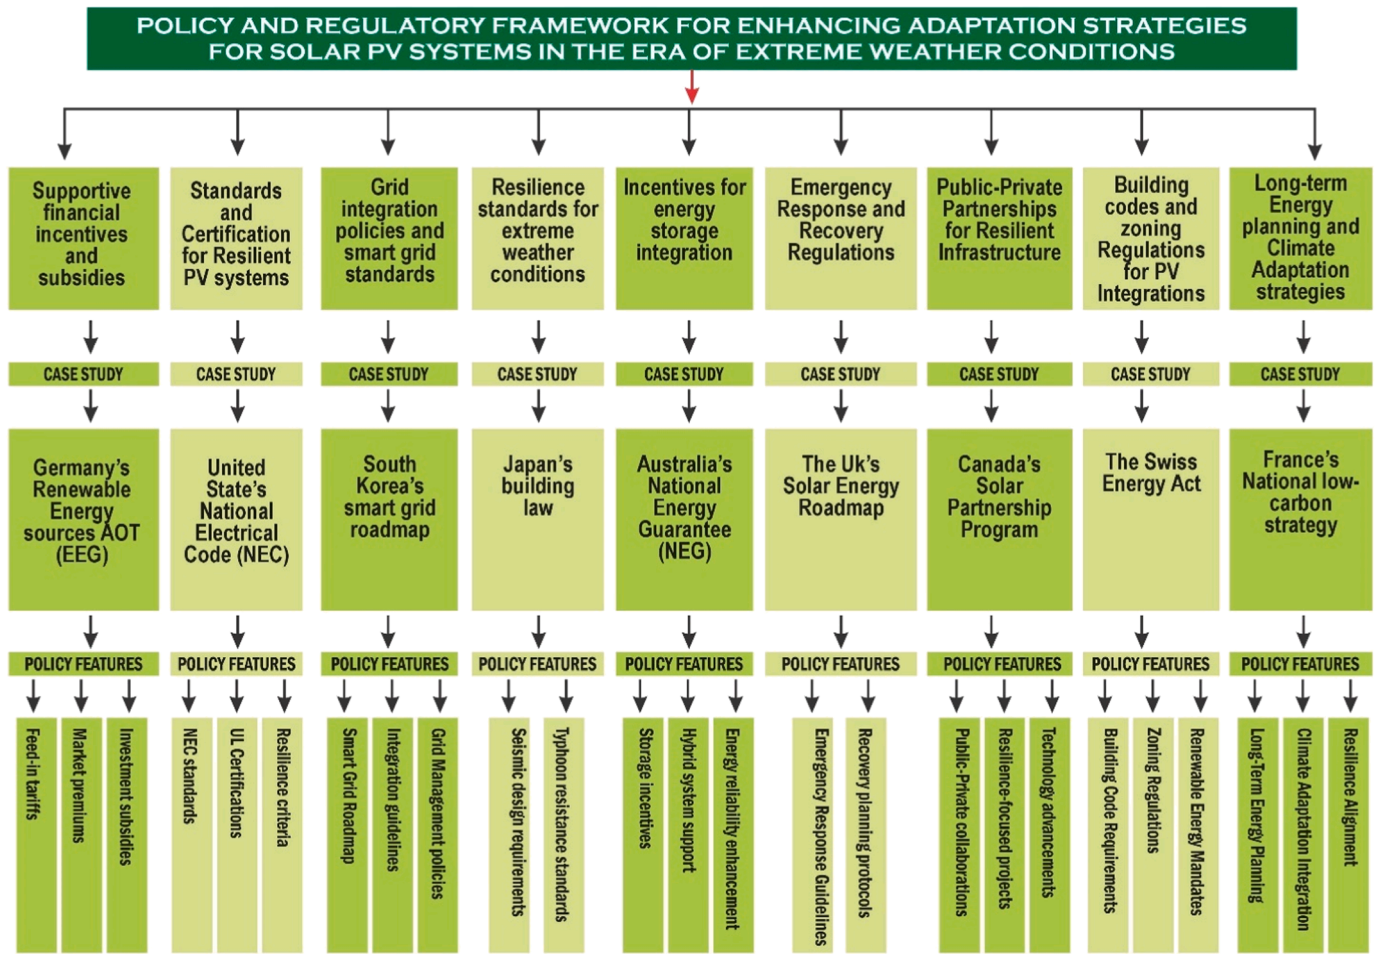 POLICY AND REGULATORY FRAMEWORK FOR ENHANCING ADAPTATION STRATEGIES
FOR SOLAR PV SYSTEMS IN THE ERA OF EXTREME WEATHER CONDITIONS
Supportive
financial
incentives
and
subsidies
Standards
and
Certification
for Resilient
PV systems
Grid
integration
policies and
smart grid
standards
Resilience
standards for
extreme
weather
conditions
Incentives for
energy
storage
integration
Emergency
Response and
Recovery
Regulations
Public-Private
Partnerships
for Resilient
Infrastructure
Building
codes and
zoning
Regulations
for PV
Integrations
Long-term
Energy
planning and
Climate
Adaptation
strategies
CASE STUDY
CASE STUDY
CASE STUDY
CASE STUDY
CASE STUDY
CASE STUDY
CASE STUDY
CASE STUDY
CASE STUDY
Germany's
Renewable
Energy
sources AOT
(EEG)
United
State's
National
Electrical
Code (NEC)
South
Korea's
smart grid
roadmap
Japan's
building
law
Australia's
National
Energy
Guarantee
(NEG)
The Uk's
Solar Energy
Roadmap
Canada's
Solar
Partnership
Program
The Swiss
Energy Act
France's
National low-
carbon
strategy
POLICY FEATURES
POLICY FEATURES
POLICY FEATURES
POLICY FEATURES
POLICY FEATURES
POLICY FEATURES
POLICY FEATURES
POLICY FEATURES
POLICY FEATURES
Feed-in tariffs
Market premiums
Investment subsidies
NEC standards
UL Certifications
Resilience criteria
Smart Grid Roadmap
Integration guidelines
Grid Management policies
Seismic design requirements
Typhoon resistance standards
Storage incentives
Hybrid system support
Energy reliability enhancement
Emergency Response Guidelines
Recovery planning protocols
Public-Private collaborations
Resilience-focused projects
Technology advancements
Building Code Requirements
Zoning Regulations
Renewable Energy Mandates
Long-Term Energy Planning
Climate Adaptation Integration
Resilience Alignment